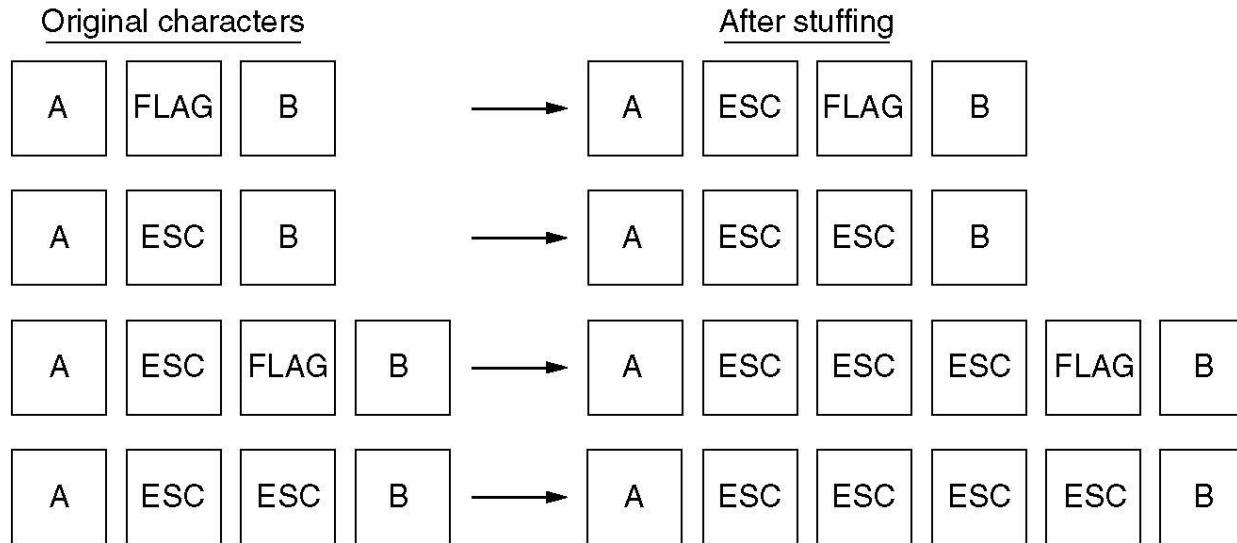 Original characters After stuffing
A FLAG B A ESC FLAG B
A ESC B A ESC ESC B
A ESC FLAG B A ESC ESC ESC FLAG B
A ESC ESC B A ESC ESC ESC ESC B